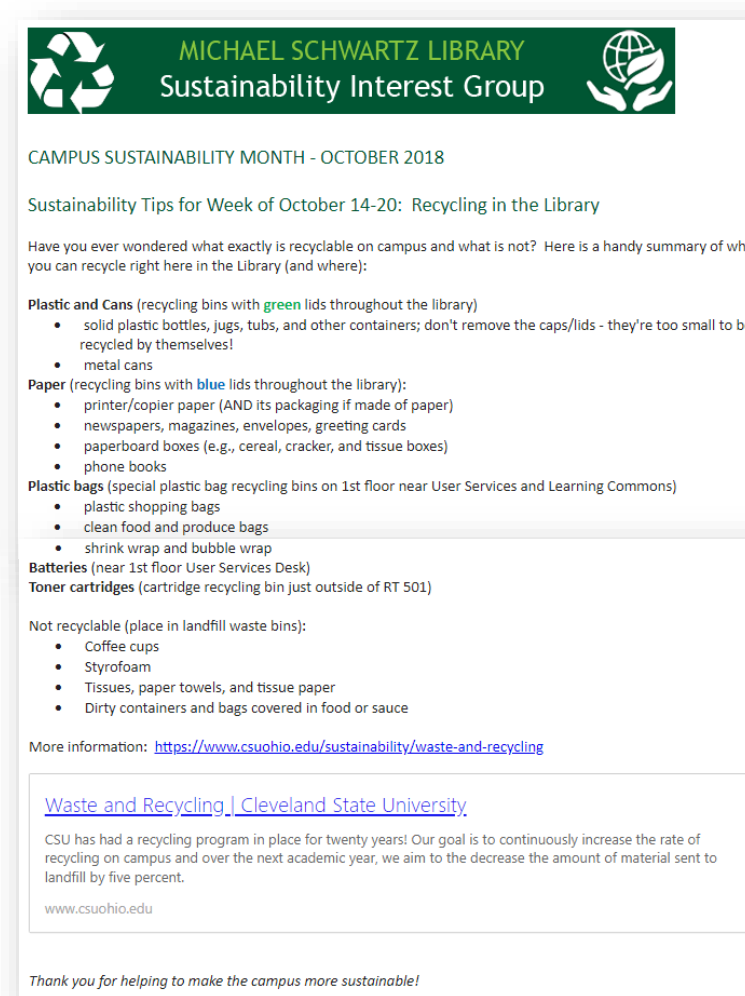 MICHAEL SCHWARTZ LIBRARY
Sustainability Interest Group
CAMPUS SUSTAINABILITY MONTH - OCTOBER 2018
Sustainability Tips for Week of October 14-20: Recycling in the Library
Have you ever wondered what exactly is recyclable on campus and what is not? Here is a handy summary of
you can recycle right here in the Library (and where):
Plastic and Cans (recycling bins with green lids throughout the library)
• solid plastic bottles, jugs, tubs, and other containers; don't remove the caps/lids - they're too small to
recycled by themselves!
• metal cans
Paper (recycling bins with blue lids throughout the library):
• printer/copier paper (AND its packaging if made of paper)
• newspapers, magazines, envelopes, greeting cards
• paperboard boxes (e.g., cereal, cracker, and tissue boxes)
• phone books
Plastic bags (special plastic bag recycling bins on 1st floor near User Services and Learning Commons)
• plastic shopping bags
• clean food and produce bags
• shrink wrap and bubble wrap
Batteries (near 1st floor User Services Desk)
Toner cartridges (cartridge recycling bin just outside of RT 501)
Not recyclable (place in landfill waste bins):
• Coffee cups
• Styrofoam
• Tissues, paper towels, and tissue paper
• Dirty containers and bags covered in food or sauce
More information: https://www.csuohio.edu/sustainability/waste-and-recycling
Waste and Recycling | Cleveland State University
CSU has had a recycling program in place for twenty years! Our goal is to continuously increase the rate of
recycling on campus and over the next academic year, we aim to the decrease the amount of material sent to
landfill by five percent.
www.csuohio.edu
Thank you for helping to make the campus more sustainable!